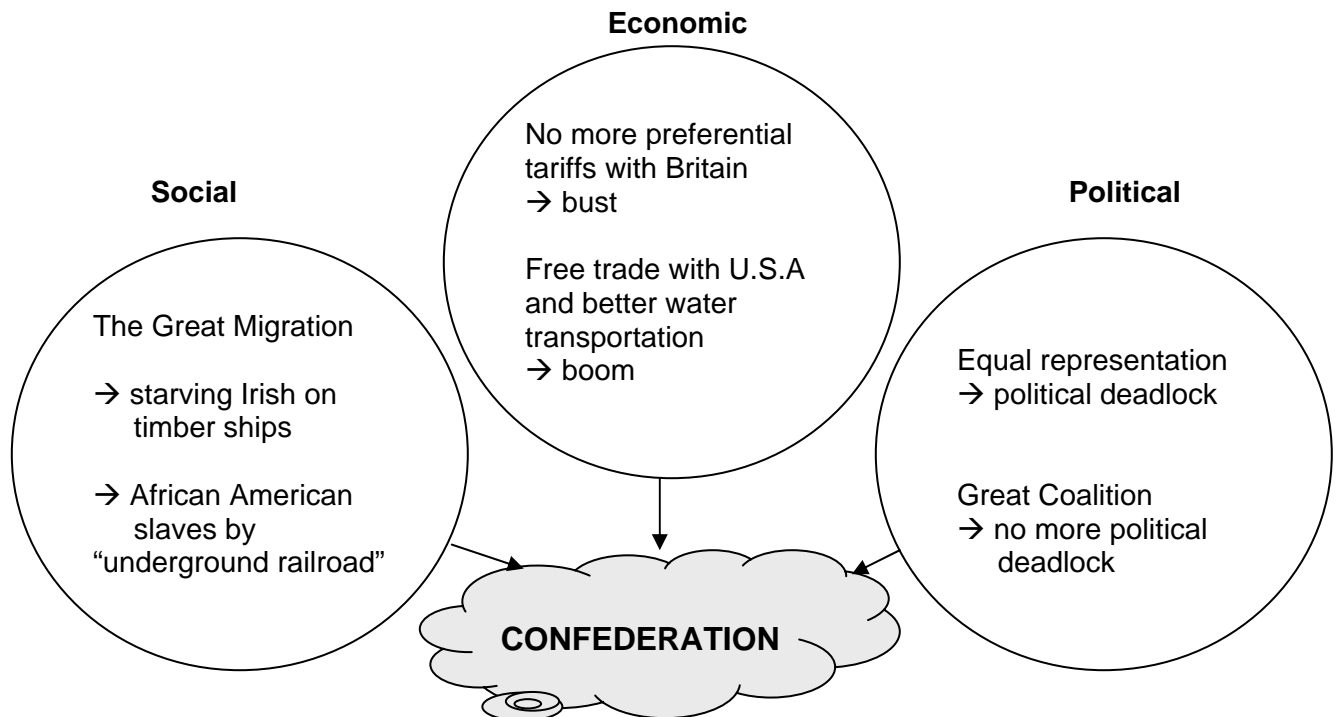 Economic
No more preferential
tariffs with Britain
→ bust
Free trade with U.S.A
and better water
transportation
→ boom
Social
The Great Migration
→ starving Irish on
timber ships
→ African American
slaves by
“underground railroad”
Political
Equal representation
→ political deadlock
Great Coalition
→ no more political
deadlock
CONFEDERATION